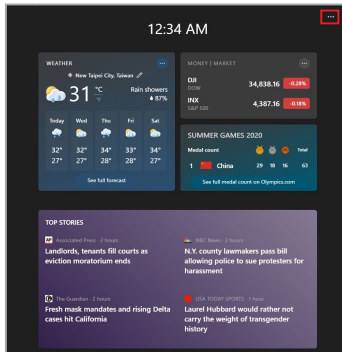 12:34 AM
WEATHER
New Taipei City, Taiwan
31 °C
°F
Rain showers
87%
Today Wed Thu Fri Sat
32° 32° 34° 33° 34°
27° 27° 28° 28° 27°
See full forecast
MONEY | MARKET
DJI
DOW
34,838.16 -0.28%
INX
S&P 500
4,387.16 -0.18%
SUMMER GAMES 2020
Medal count Total
1 China 29 18 16 63
See full medal count on Olympics.com
TOP STORIES
AP Associated Press · 2 hours
Landlords, tenants fill courts as
eviction moratorium ends
NBC News · 2 hours
N.Y. county lawmakers pass bill
allowing police to sue protesters for
harassment
The Guardian · 2 hours
Fresh mask mandates and rising Delta
cases hit California
USA TODAY SPORTS · 1 hour
Laurel Hubbard would rather not
carry the weight of transgender
history